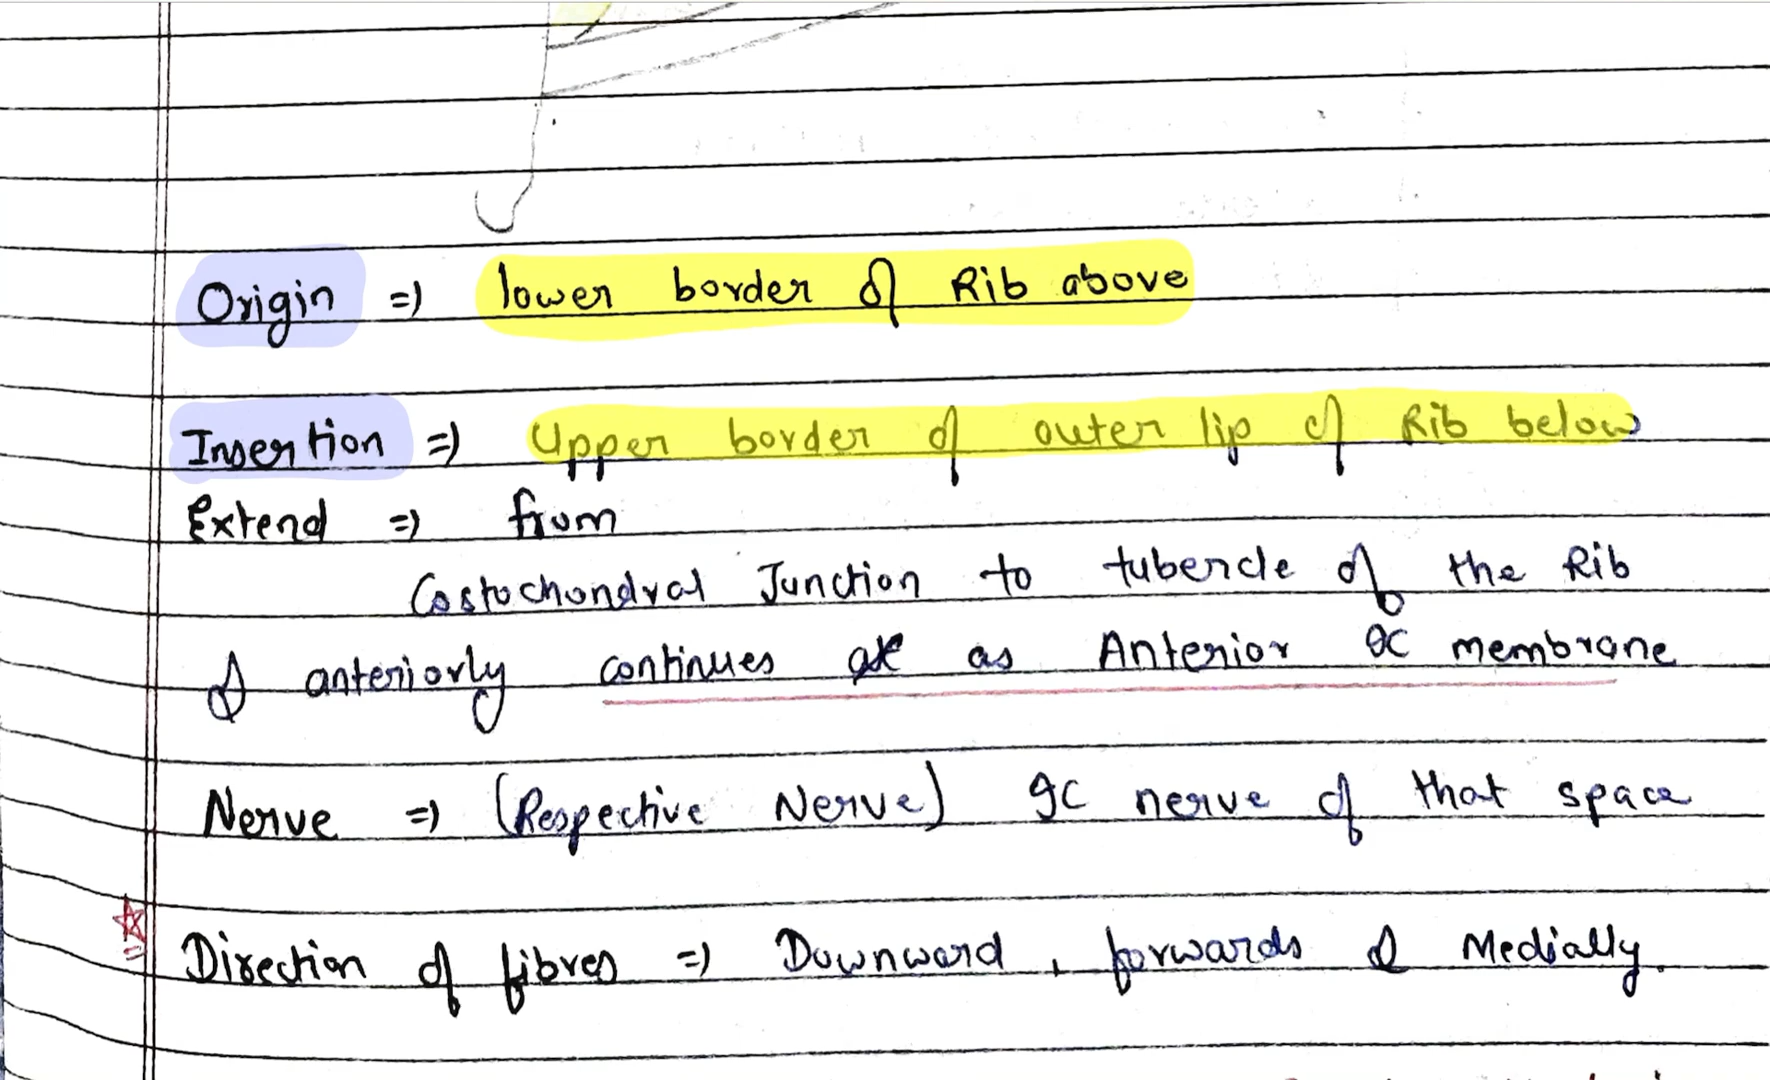 Origin => lower border of Rib above
Insertion => Upper border of outer lip of Rib below
Extend => from
Costochondral Junction to tubercle of the Rib
& anteriorly continues as Anterior IC membrane
Nerve => (Respective Nerve) IC nerve of that space
Direction of fibres => Downward, forwards & Medially.